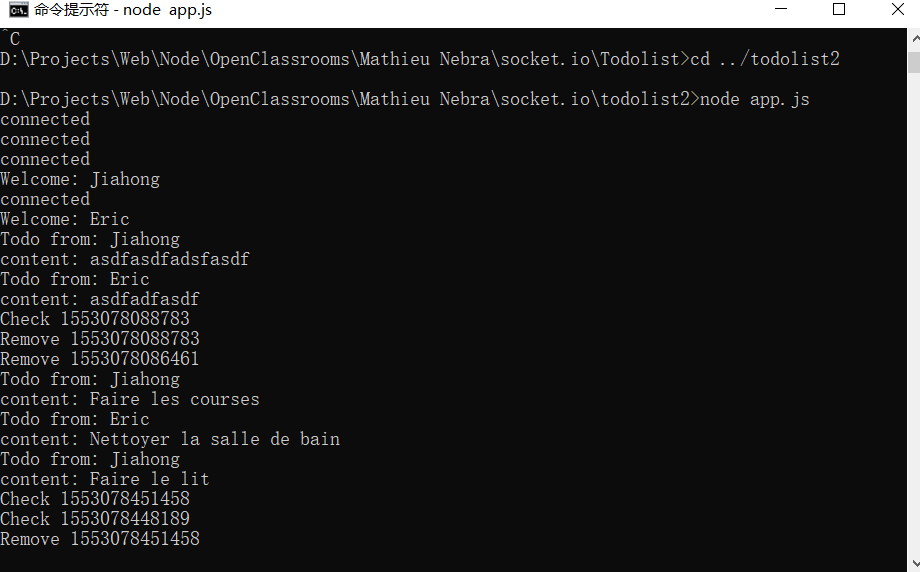 命令提示符 - node app.js
^C
D:\Projects\Web\Node\OpenClassrooms\Mathieu Nebra\socket.io\Todolist>cd ../todolist2
D:\Projects\Web\Node\OpenClassrooms\Mathieu Nebra\socket.io\todolist2>node app.js
connected
connected
connected
Welcome: Jiahong
connected
Welcome: Eric
Todo from: Jiahong
content: asdfasdfadsfasdf
Todo from: Eric
content: asdfadfasdf
Check 1553078088783
Remove 1553078088783
Remove 1553078086461
Todo from: Jiahong
content: Faire les courses
Todo from: Eric
content: Nettoyer la salle de bain
Todo from: Jiahong
content: Faire le lit
Check 1553078451458
Check 1553078448189
Remove 1553078451458